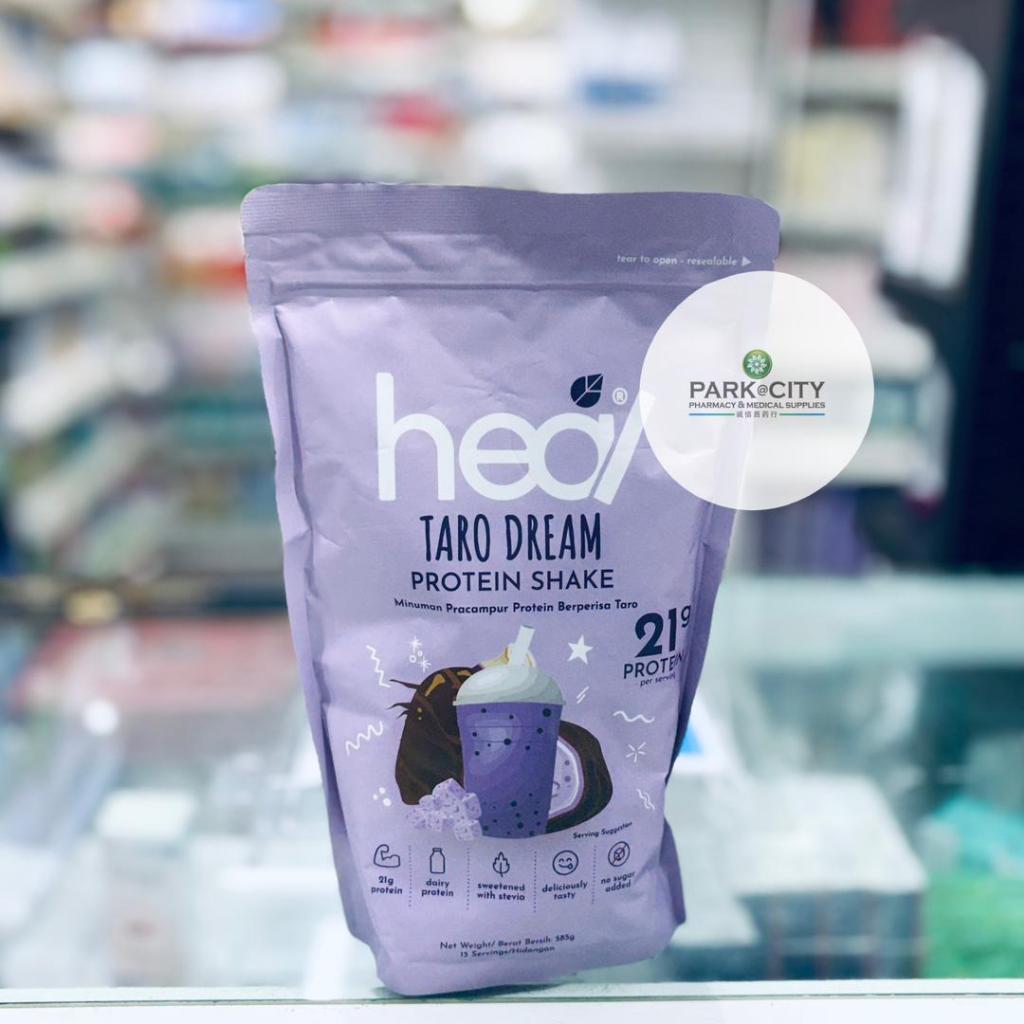 tear to open - resealable
heal®
PARK@CITY
PHARMACY & MEDICAL SUPPLIES
TARO DREAM
PROTEIN SHAKE
Minuman Pracampur Protein Berperisa Taro
21g
PROTEIN
per serving
Serving Suggestion
21g protein
dairy protein
sweetened with stevia
deliciously tasty
no sugar added
Net Weight/ Berat Bersih: 585g
15 Servings/Hidangan